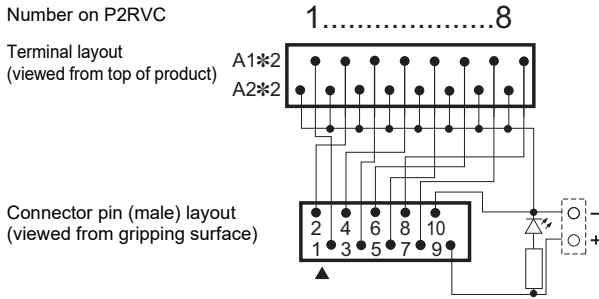 Number on P2RVC 1....................8
Terminal layout
(viewed from top of product)
A1✻2
A2✻2
Connector pin (male) layout
(viewed from gripping surface)
2 4 6 8 10
1 3 5 7 9
−
+